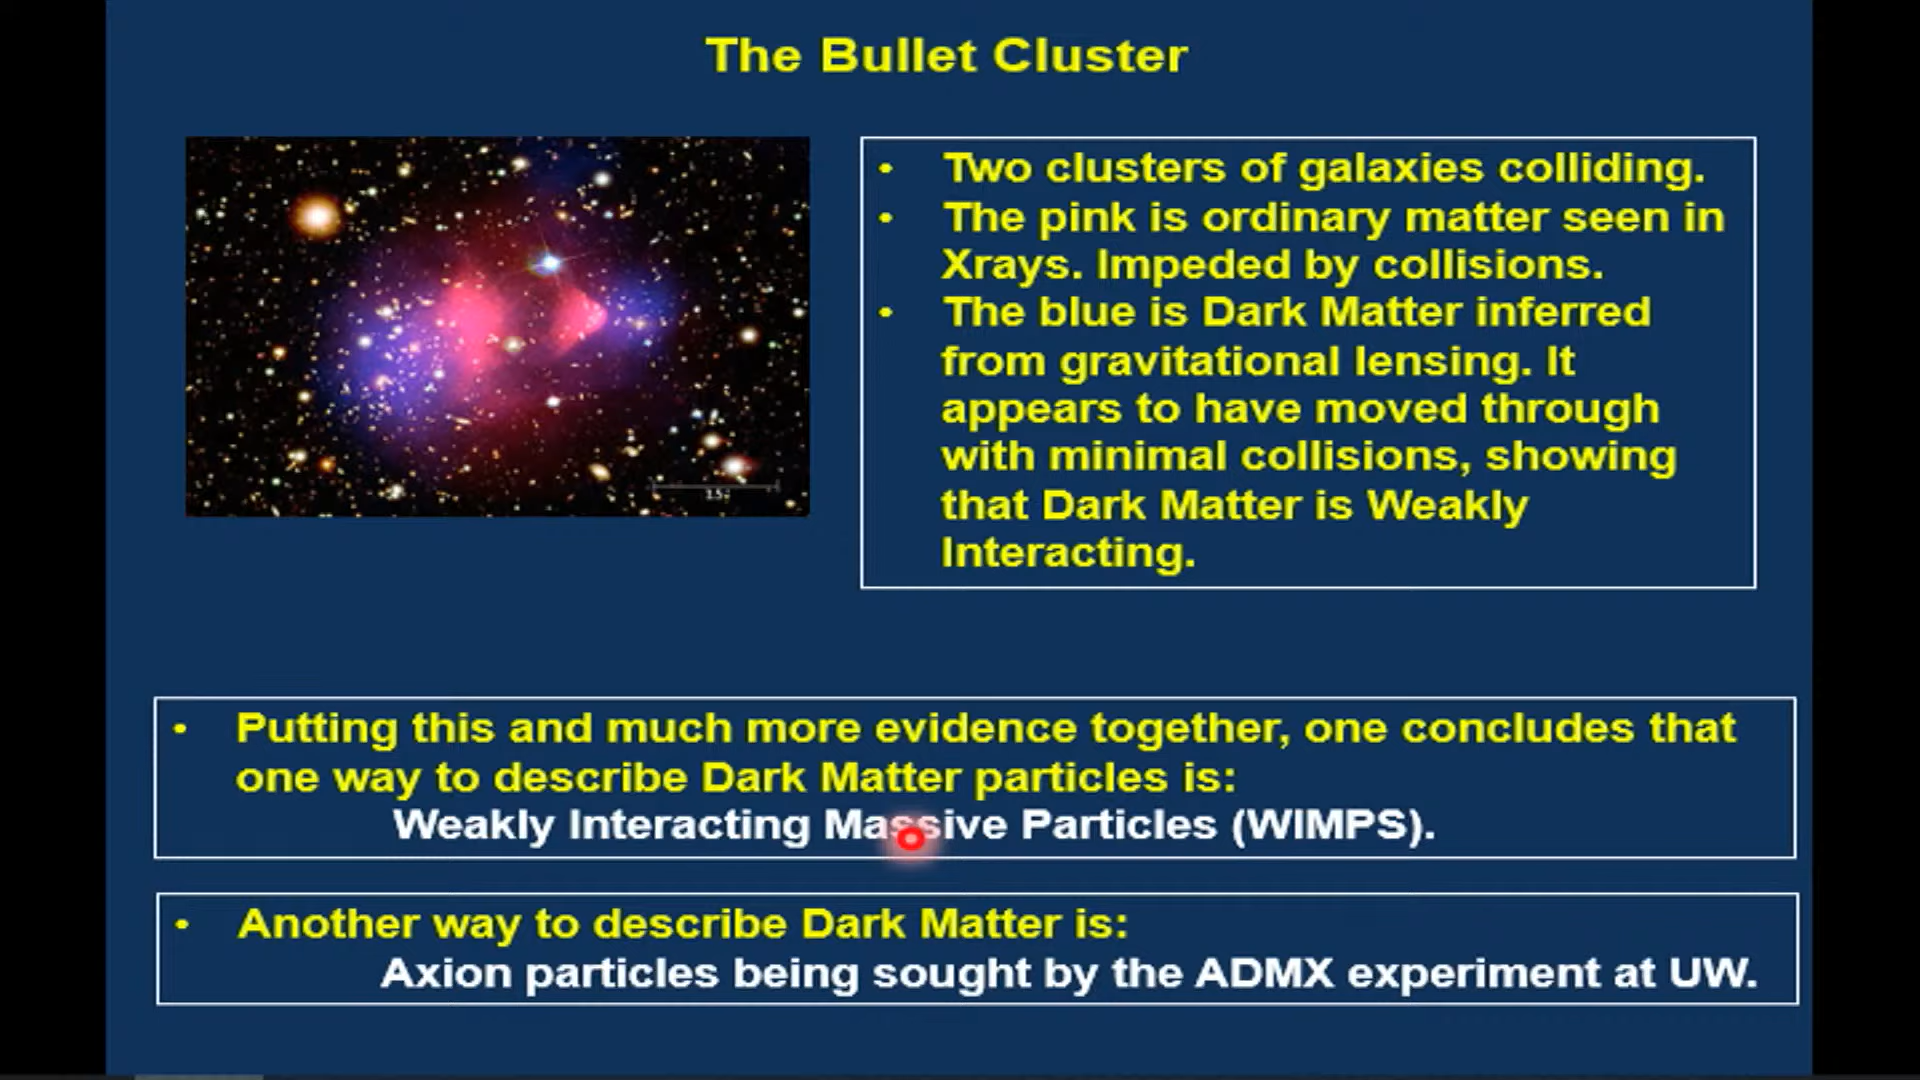 The Bullet Cluster
• Two clusters of galaxies colliding.
• The pink is ordinary matter seen in
Xrays. Impeded by collisions.
• The blue is Dark Matter inferred
from gravitational lensing. It
appears to have moved through
with minimal collisions, showing
that Dark Matter is Weakly
Interacting.
• Putting this and much more evidence together, one concludes that
one way to describe Dark Matter particles is:
Weakly Interacting Massive Particles (WIMPS).
• Another way to describe Dark Matter is:
Axion particles being sought by the ADMX experiment at UW.